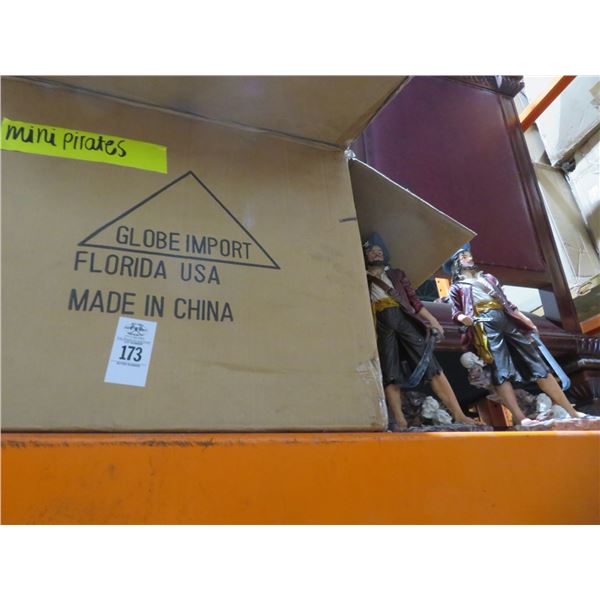 mini pirates
GLOBE IMPORT
FLORIDA USA
MADE IN CHINA
173